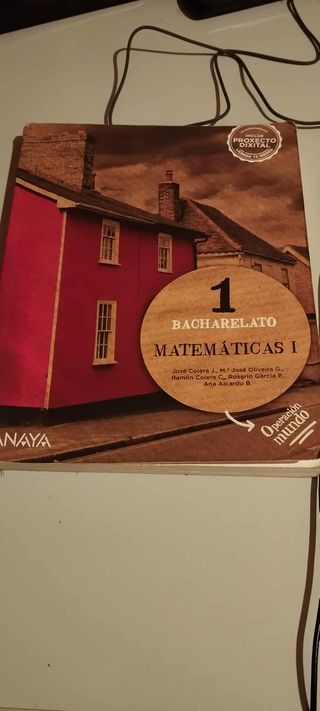 INCLUE
PROXECTO
DIXITAL
1
BACHARELATO
MATEMÁTICAS I
José Colera J., M.ª José Oliveira G.,
Ramón Colera C., Rosario García P.,
Ana Aicardo B.
Operación
mundo
ANAYA